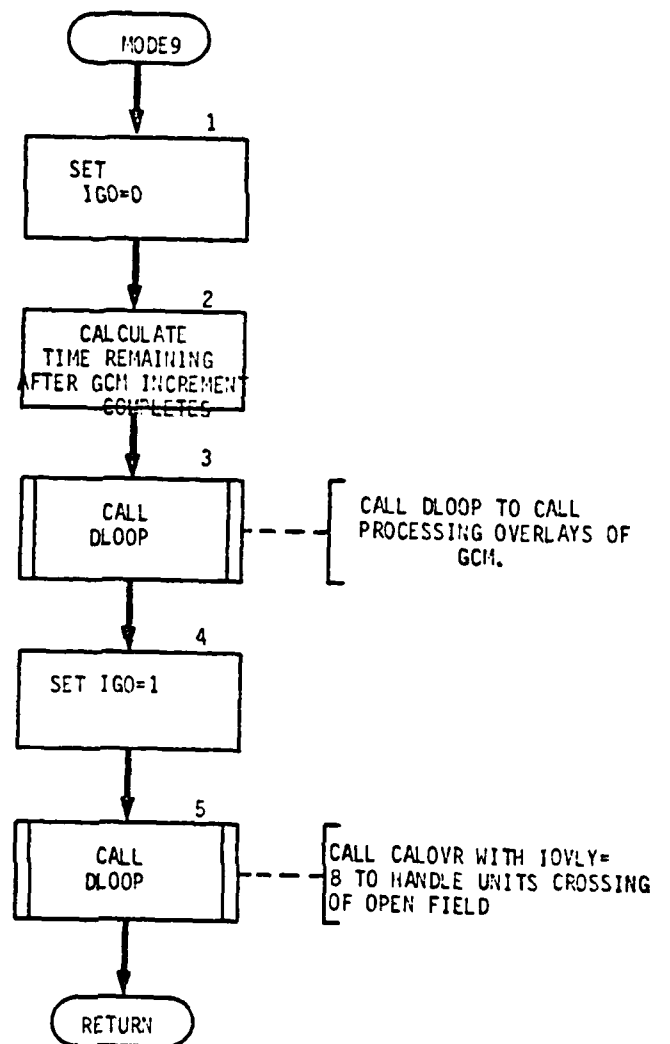 MODE9
1
SET
IGO=0
2
CALCULATE
TIME REMAINING
AFTER GCM INCREMENT
COMPLETES
3
CALL
DLOOP
CALL DLOOP TO CALL
PROCESSING OVERLAYS OF
GCM.
4
SET IGO=1
5
CALL
DLOOP
CALL CALOVR WITH IOVLY=
8 TO HANDLE UNITS CROSSING
OF OPEN FIELD
RETURN